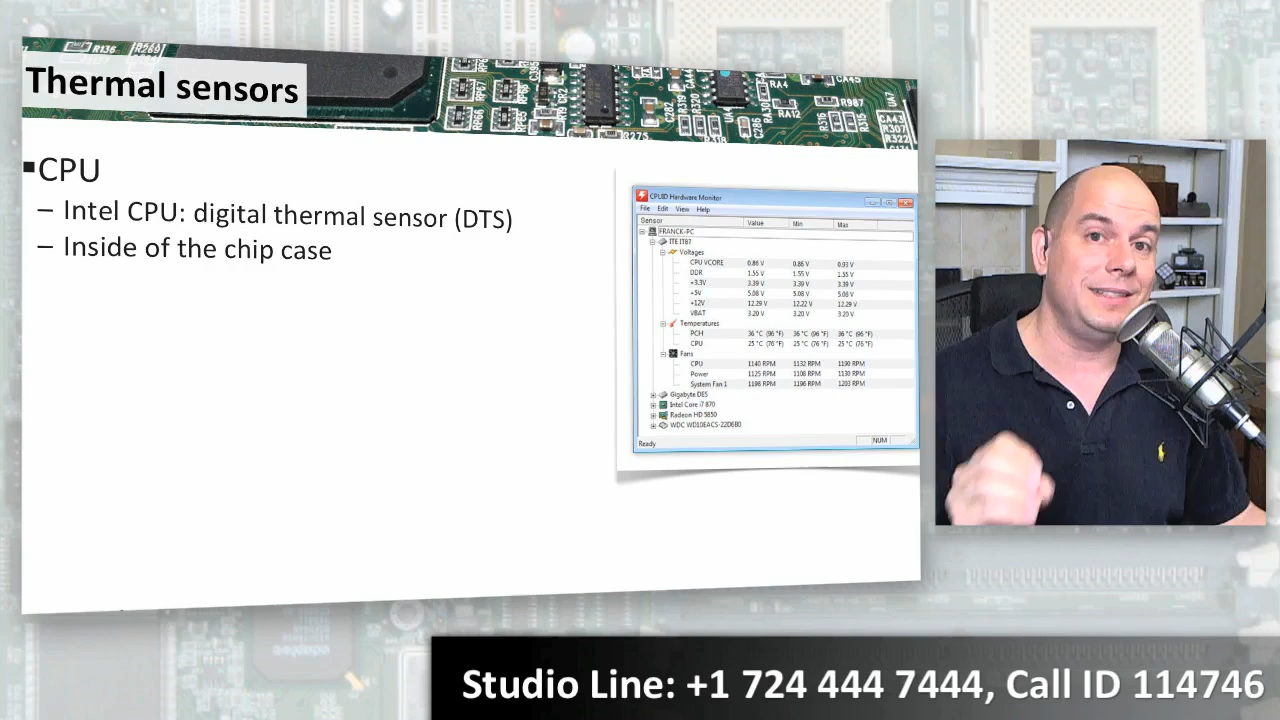 Thermal sensors
▪CPU
– Intel CPU: digital thermal sensor (DTS)
– Inside of the chip case
CPUID Hardware Monitor
File Edit View Help
Sensor Value Min Max
FRANCK-PC
ITE IT87
Voltages
CPU VCORE 0.86 V 0.86 V 0.93 V
DDR 1.55 V 1.55 V 1.55 V
+3.3V 3.39 V 3.39 V 3.39 V
+5V 5.08 V 5.08 V 5.08 V
+12V 12.29 V 12.22 V 12.29 V
VBAT 3.20 V 3.20 V 3.20 V
Temperatures
PCH 36 °C (96 °F) 36 °C (96 °F) 36 °C (96 °F)
CPU 25 °C (76 °F) 25 °C (76 °F) 25 °C (76 °F)
Fans
CPU 1140 RPM 1132 RPM 1190 RPM
Power 1125 RPM 1108 RPM 1130 RPM
System Fan 1 1198 RPM 1196 RPM 1203 RPM
Gigabyte DES
Intel Core i7 870
Radeon HD 5850
WDC WD10EACS-22D6B0
Ready NUM
Studio Line: +1 724 444 7444, Call ID 114746